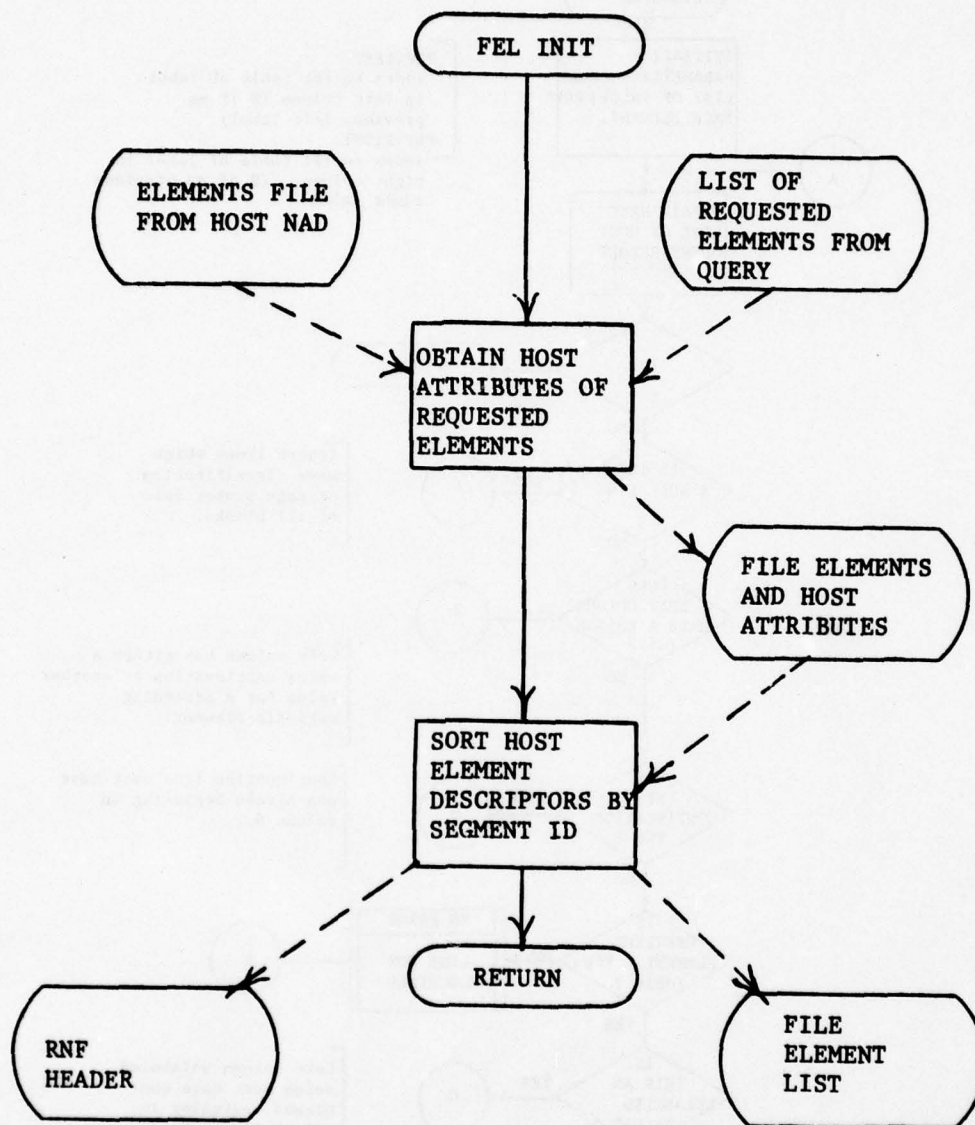 FEL INIT
ELEMENTS FILE
FROM HOST NAD
LIST OF
REQUESTED
ELEMENTS FROM
QUERY
OBTAIN HOST
ATTRIBUTES OF
REQUESTED
ELEMENTS
FILE ELEMENTS
AND HOST
ATTRIBUTES
SORT HOST
ELEMENT
DESCRIPTORS BY
SEGMENT ID
RETURN
RNF
HEADER
FILE
ELEMENT
LIST